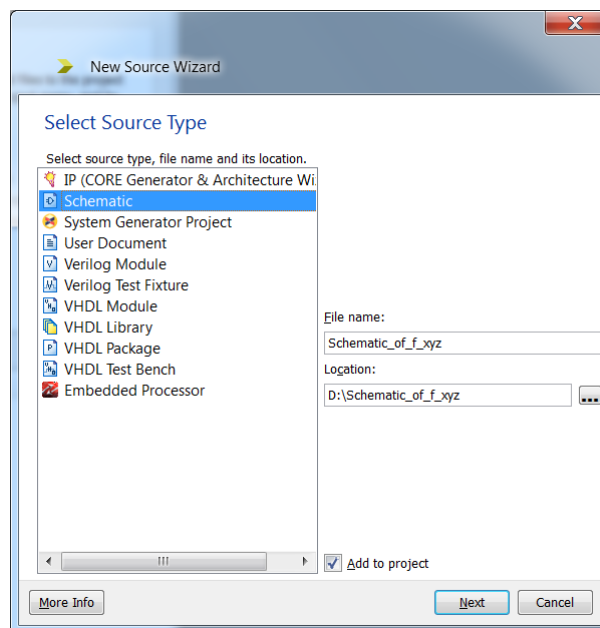 New Source Wizard
Select Source Type
Select source type, file name and its location.
IP (CORE Generator & Architecture Wi
Schematic
System Generator Project
User Document
Verilog Module
Verilog Test Fixture
VHDL Module
VHDL Library
VHDL Package
VHDL Test Bench
Embedded Processor
File name:
Schematic_of_f_xyz
Location:
D:\Schematic_of_f_xyz
...
Add to project
More Info
Next
Cancel